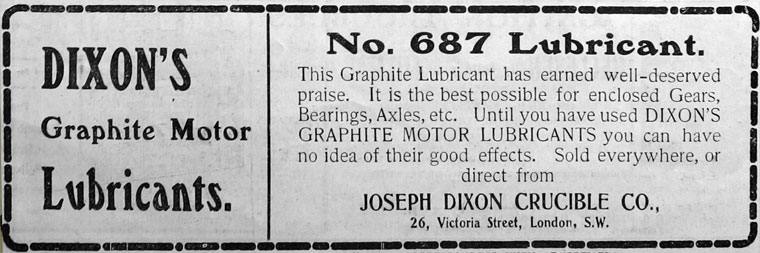 DIXON'S
Graphite Motor
Lubricants.
No. 687 Lubricant.
This Graphite Lubricant has earned well-deserved
praise. It is the best possible for enclosed Gears,
Bearings, Axles, etc. Until you have used DIXON'S
GRAPHITE MOTOR LUBRICANTS you can have
no idea of their good effects. Sold everywhere, or
direct from
JOSEPH DIXON CRUCIBLE CO.,
26, Victoria Street, London, S.W.